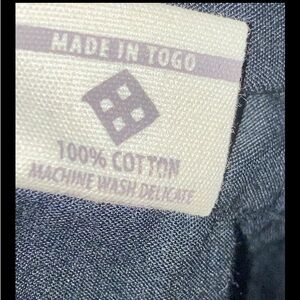 MADE IN TOGO
100% COTTON
MACHINE WASH DELICATE